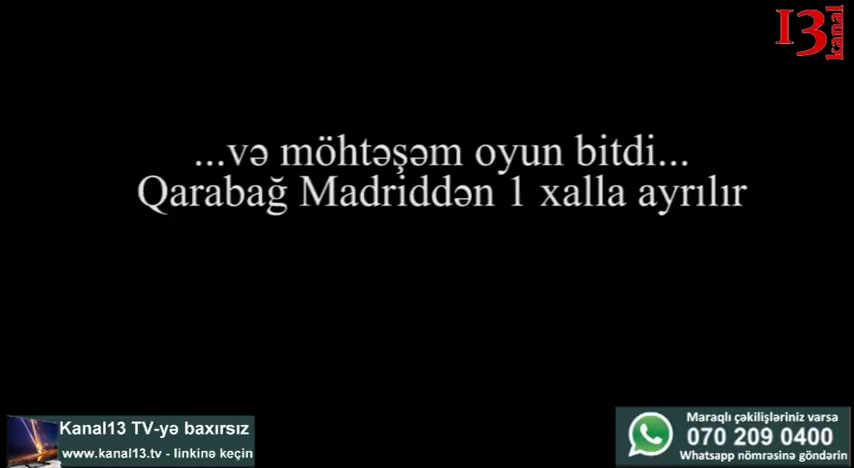 13 kanal
...və möhtəşəm oyun bitdi...
Qarabağ Madriddən 1 xalla ayrılır
Kanal13 TV-yə baxırsız
www.kanal13.tv - linkinə keçin
Maraqlı çəkilişləriniz varsa
070 209 0400
Whatsapp nömrəsinə göndərin